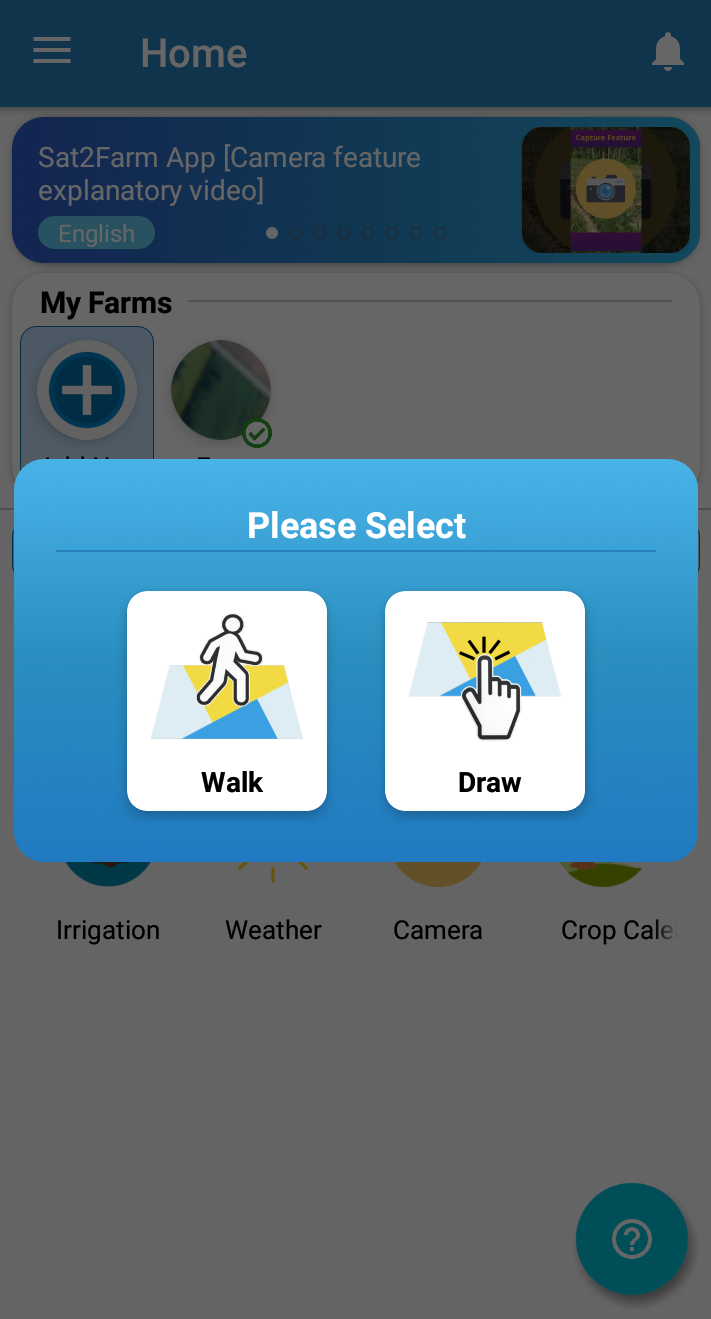 Home
Sat2Farm App [Camera feature
explanatory video]
Capture Feature
English
My Farms
Please Select
Walk
Draw
Irrigation
Weather
Camera
Crop Cale